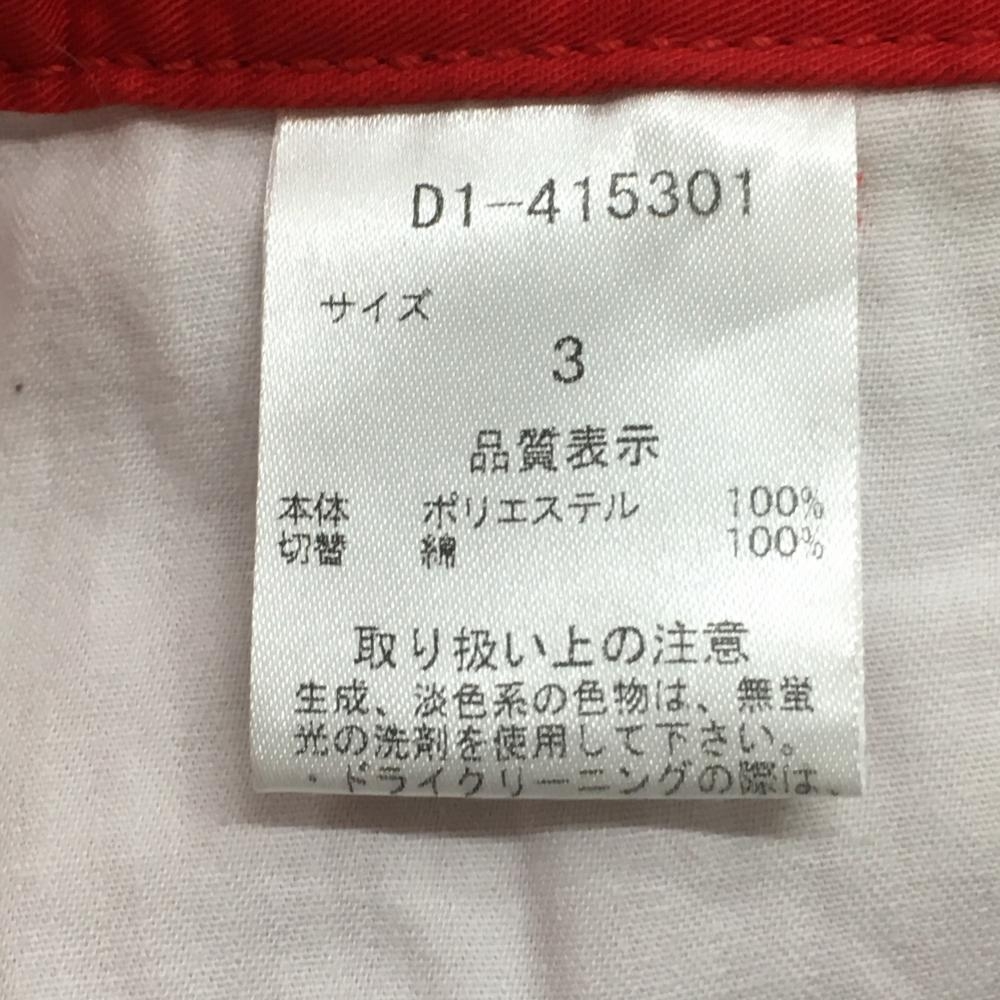 D1-415301
サイズ
3
品質表示
本体 ポリエステル 100%
切替 綿 100%
取り扱い上の注意
生成、淡色系の色物は、無蛍
光の洗剤を使用して下さい。
・ドライクリーニングの際は、